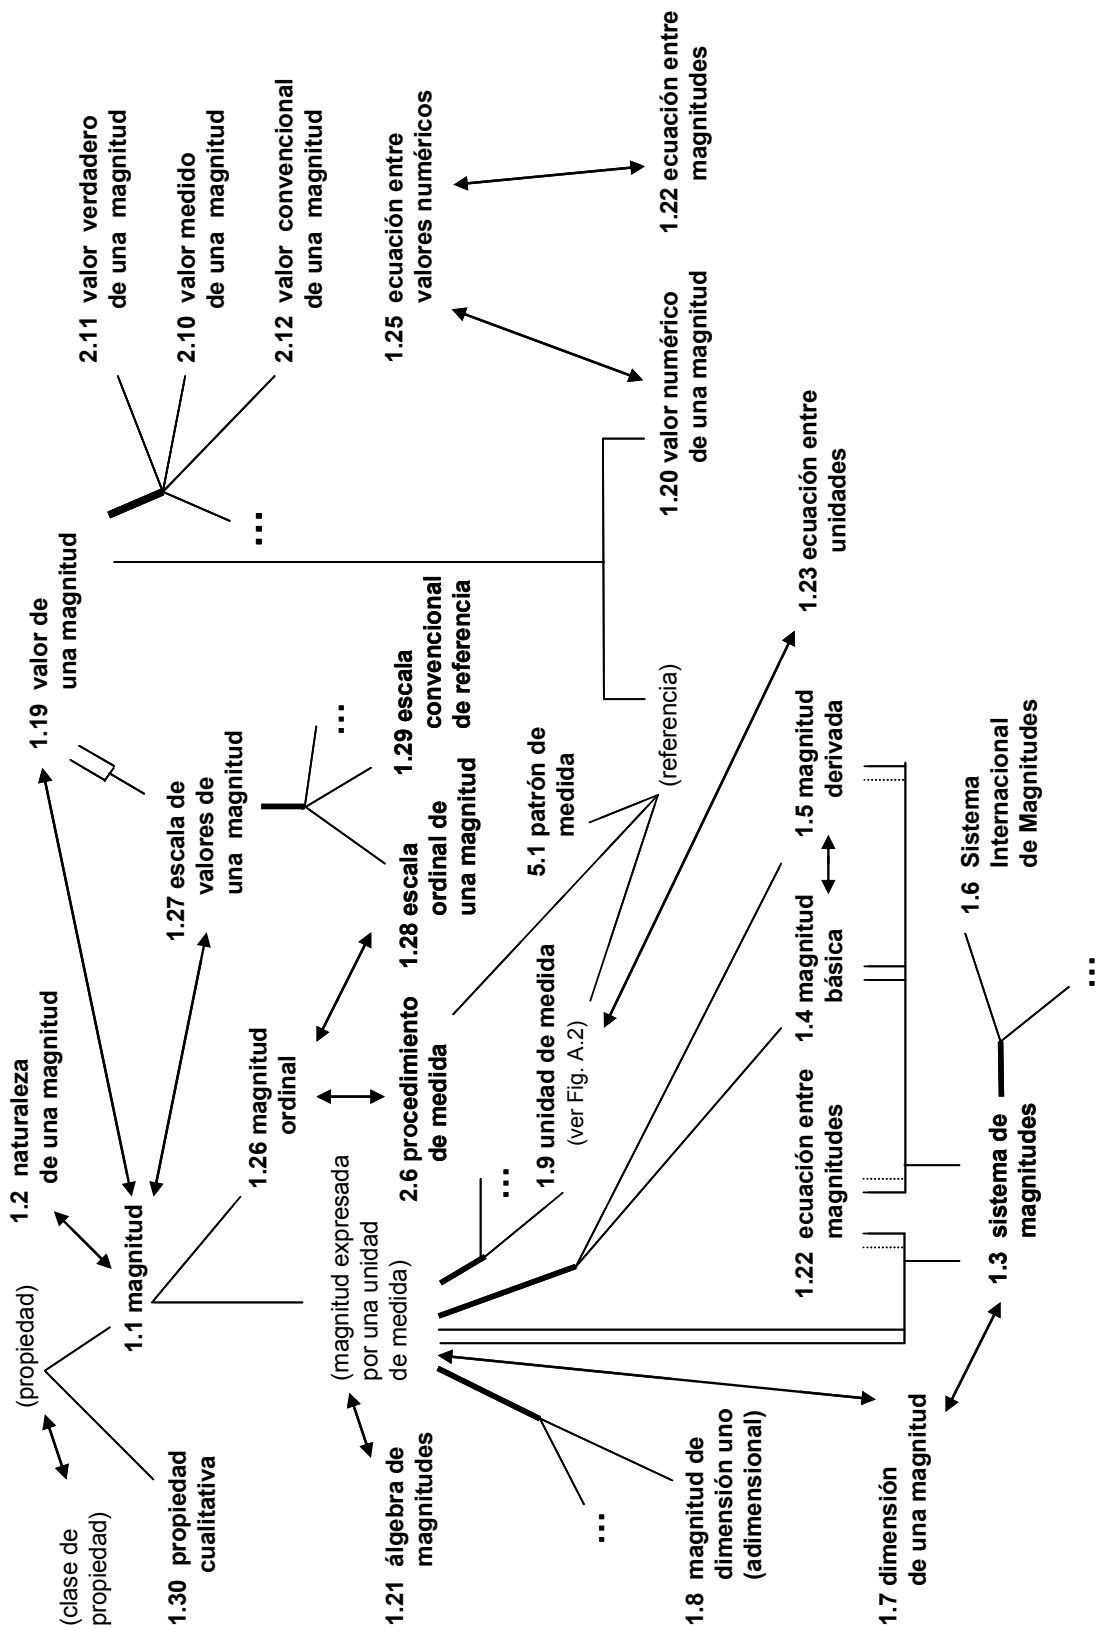 (clase de
propiedad)
(propiedad)
1.2 naturaleza
de una magnitud
1.19 valor de
una magnitud
2.11 valor verdadero
de una magnitud
1.30 propiedad
cualitativa
1.1 magnitud
1.27 escala de
valores de
una magnitud
2.10 valor medido
de una magnitud
1.26 magnitud
ordinal
...
2.12 valor convencional
de una magnitud
1.21 álgebra de
magnitudes
(magnitud expresada
por una unidad
de medida)
2.6 procedimiento
de medida
1.28 escala
ordinal de
una magnitud
...
1.29 escala
convencional
de referencia
1.25 ecuación entre
valores numéricos
...
...
1.9 unidad de medida
(ver Fig. A.2)
5.1 patrón de
medida
1.8 magnitud de
dimensión uno
(adimensional)
(referencia)
1.20 valor numérico
de una magnitud
1.22 ecuación entre
magnitudes
1.22 ecuación entre
magnitudes
1.4 magnitud
básica
1.5 magnitud
derivada
1.23 ecuación entre
unidades
1.7 dimensión
de una magnitud
1.3 sistema de
magnitudes
1.6 Sistema
Internacional
de Magnitudes
...